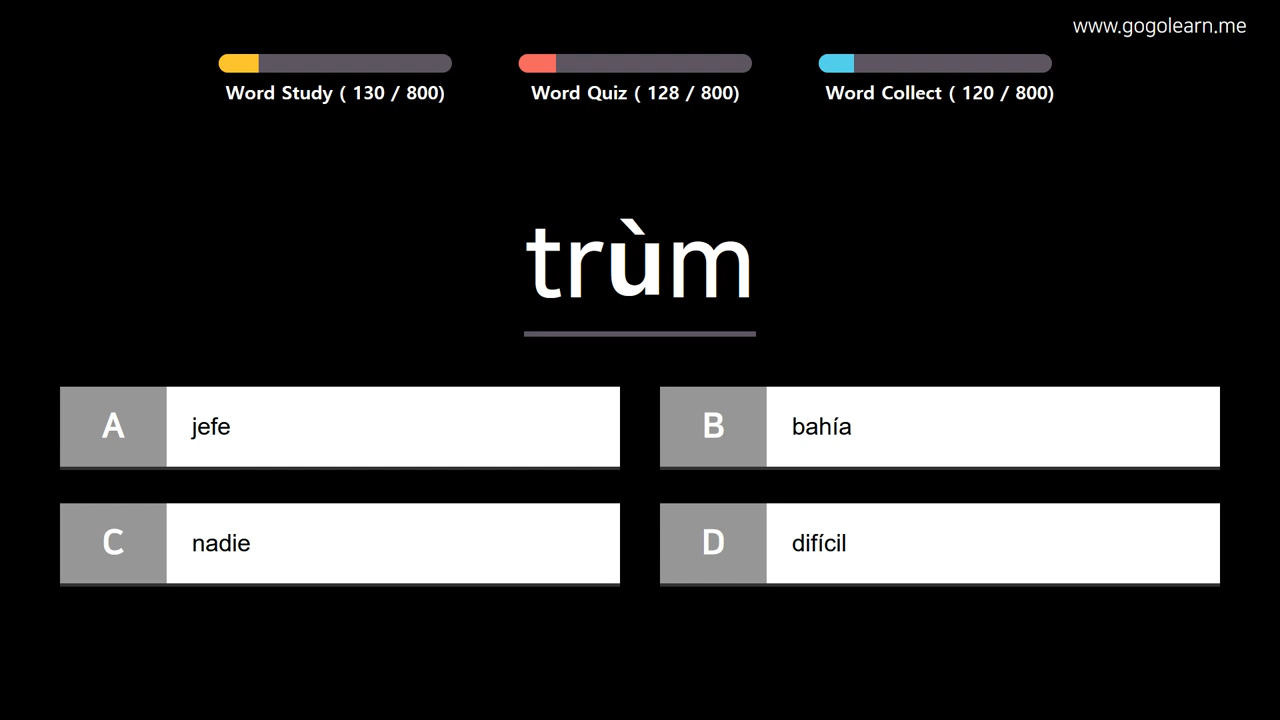 www.gogolearn.me
Word Study ( 130 / 800)
Word Quiz ( 128 / 800)
Word Collect ( 120 / 800)
trùm
A jefe
B bahía
C nadie
D difícil